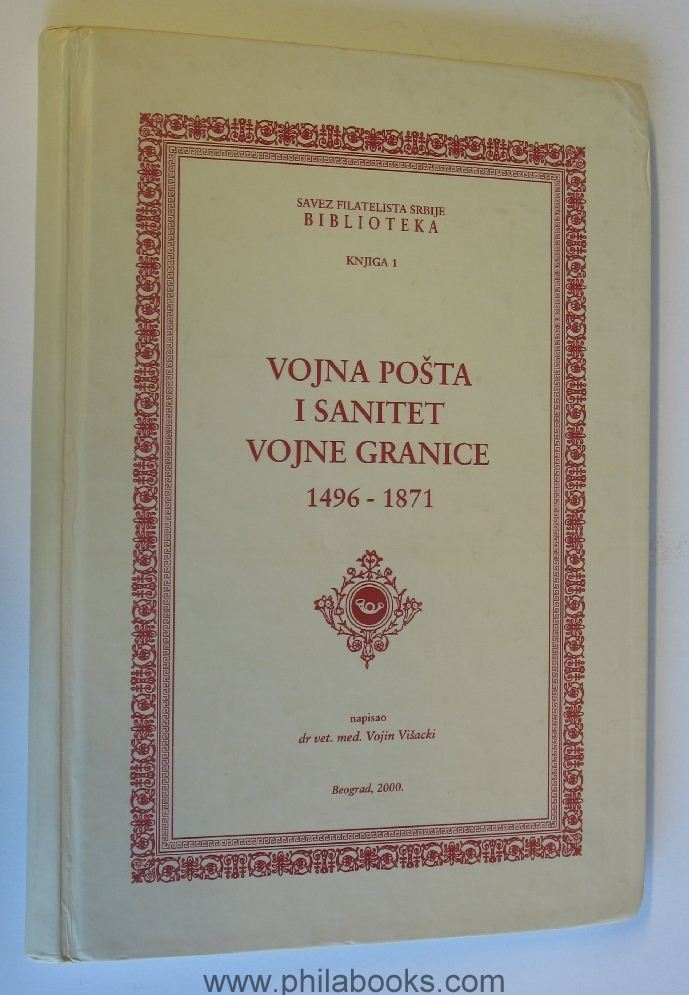 SAVEZ FILATELISTA SRBIJE
BIBLIOTEKA
KNJIGA 1
VOJNA POŠTA
I SANITET
VOJNE GRANICE
1496 - 1871
napisao
dr vet. med. Vojin Višacki
Beograd, 2000.
www.philabooks.com